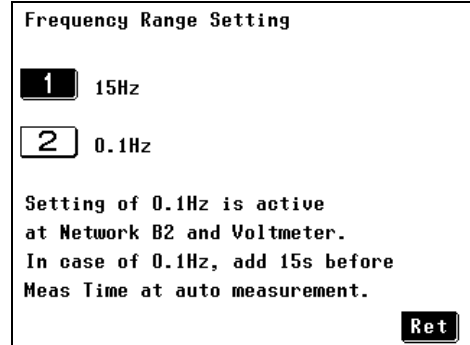 Frequency Range Setting
1 15Hz
2 0.1Hz
Setting of 0.1Hz is active
at Network B2 and Voltmeter.
In case of 0.1Hz, add 15s before
Meas Time at auto measurement.
Ret